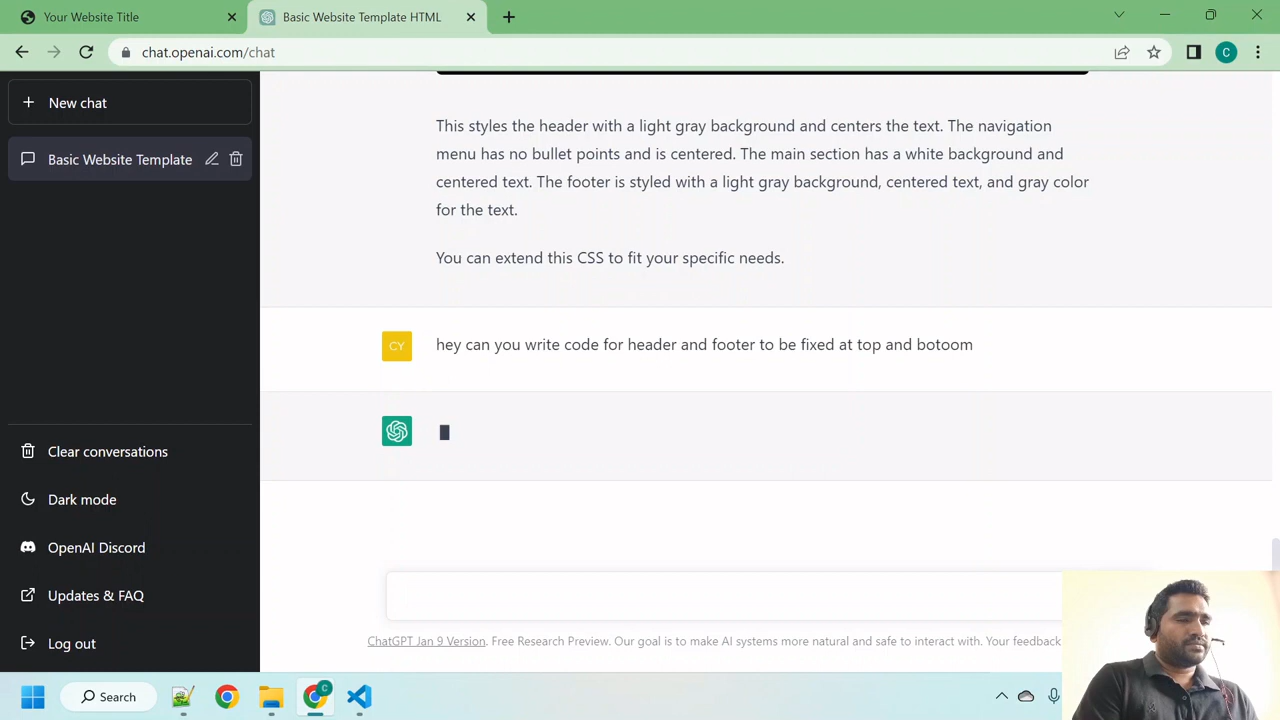 Your Website Title
Basic Website Template HTML
chat.openai.com/chat
C
New chat
Basic Website Template
This styles the header with a light gray background and centers the text. The navigation
menu has no bullet points and is centered. The main section has a white background and
centered text. The footer is styled with a light gray background, centered text, and gray color
for the text.
You can extend this CSS to fit your specific needs.
CY
hey can you write code for header and footer to be fixed at top and botoom
Clear conversations
Dark mode
OpenAI Discord
Updates & FAQ
Log out
ChatGPT Jan 9 Version. Free Research Preview. Our goal is to make AI systems more natural and safe to interact with. Your feedback
Search
C